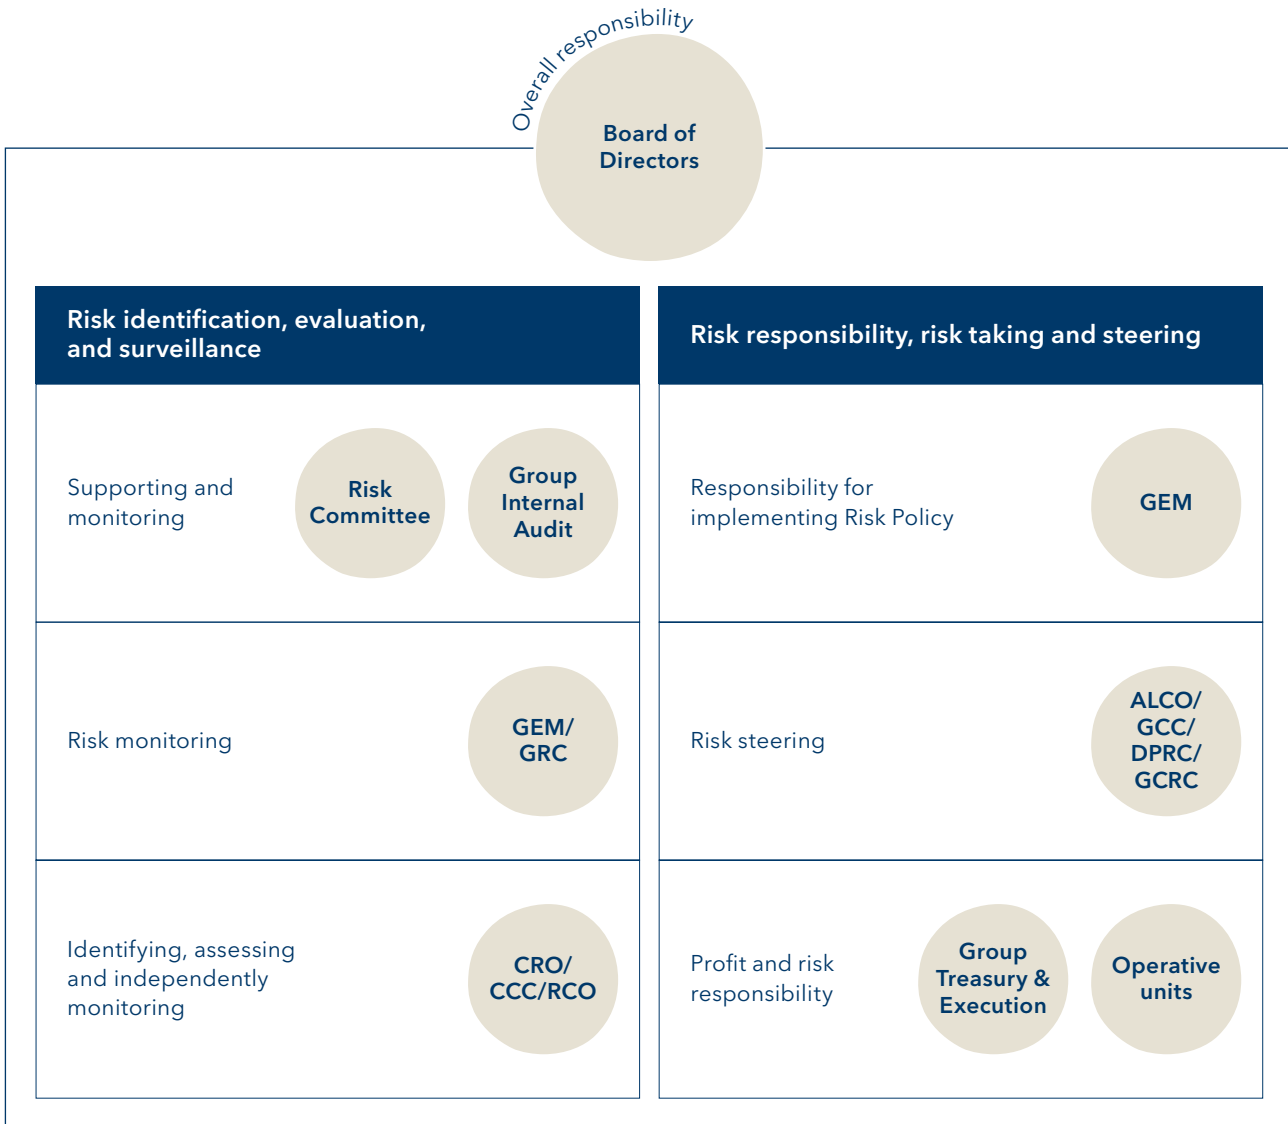 Overall responsibility
Board of
Directors
Risk identification, evaluation,
and surveillance
Supporting and
monitoring
Risk
Committee
Group
Internal
Audit
Risk monitoring
GEM/
GRC
Identifying, assessing
and independently
monitoring
CRO/
CCC/RCO
Risk responsibility, risk taking and steering
Responsibility for
implementing Risk Policy
GEM
Risk steering
ALCO/
GCC/
DPRC/
GCRC
Profit and risk
responsibility
Group
Treasury &
Execution
Operative
units